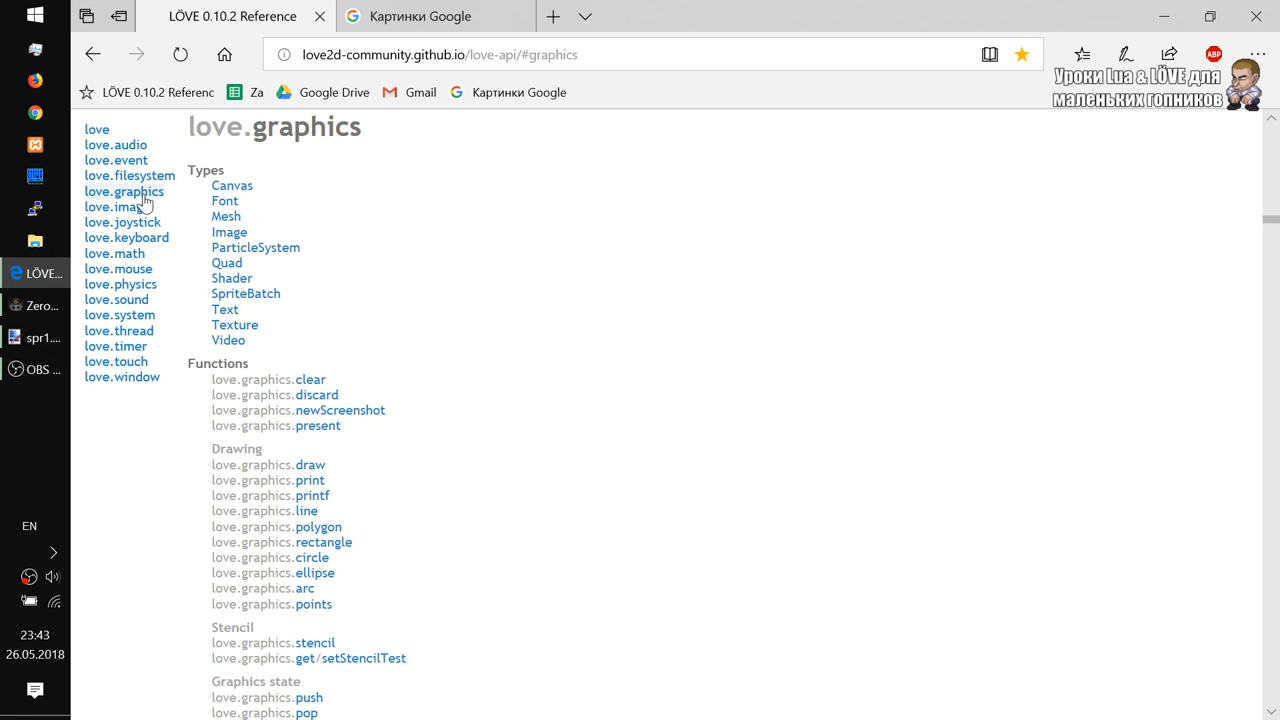 LÖVE 0.10.2 Reference
Картинки Google
love2d-community.github.io/love-api/#graphics
ABP
LÖVE 0.10.2 Referenc
Za
Google Drive
Gmail
Картинки Google
Уроки Lua & LÖVE для
маленьких гопников
love
love.audio
love.event
love.filesystem
love.graphics
love.imag
love.joystick
love.keyboard
love.math
love.mouse
love.physics
love.sound
love.system
love.thread
love.timer
love.touch
love.window
love.graphics
Types
Canvas
Font
Mesh
Image
ParticleSystem
Quad
Shader
SpriteBatch
Text
Texture
Video
Functions
love.graphics.clear
love.graphics.discard
love.graphics.newScreenshot
love.graphics.present
Drawing
love.graphics.draw
love.graphics.print
love.graphics.printf
love.graphics.line
love.graphics.polygon
love.graphics.rectangle
love.graphics.circle
love.graphics.ellipse
love.graphics.arc
love.graphics.points
Stencil
love.graphics.stencil
love.graphics.get/setStencilTest
Graphics state
love.graphics.push
love.graphics.pop
LÖVE...
Zero...
spr1....
OBS ...
EN
23:43
26.05.2018